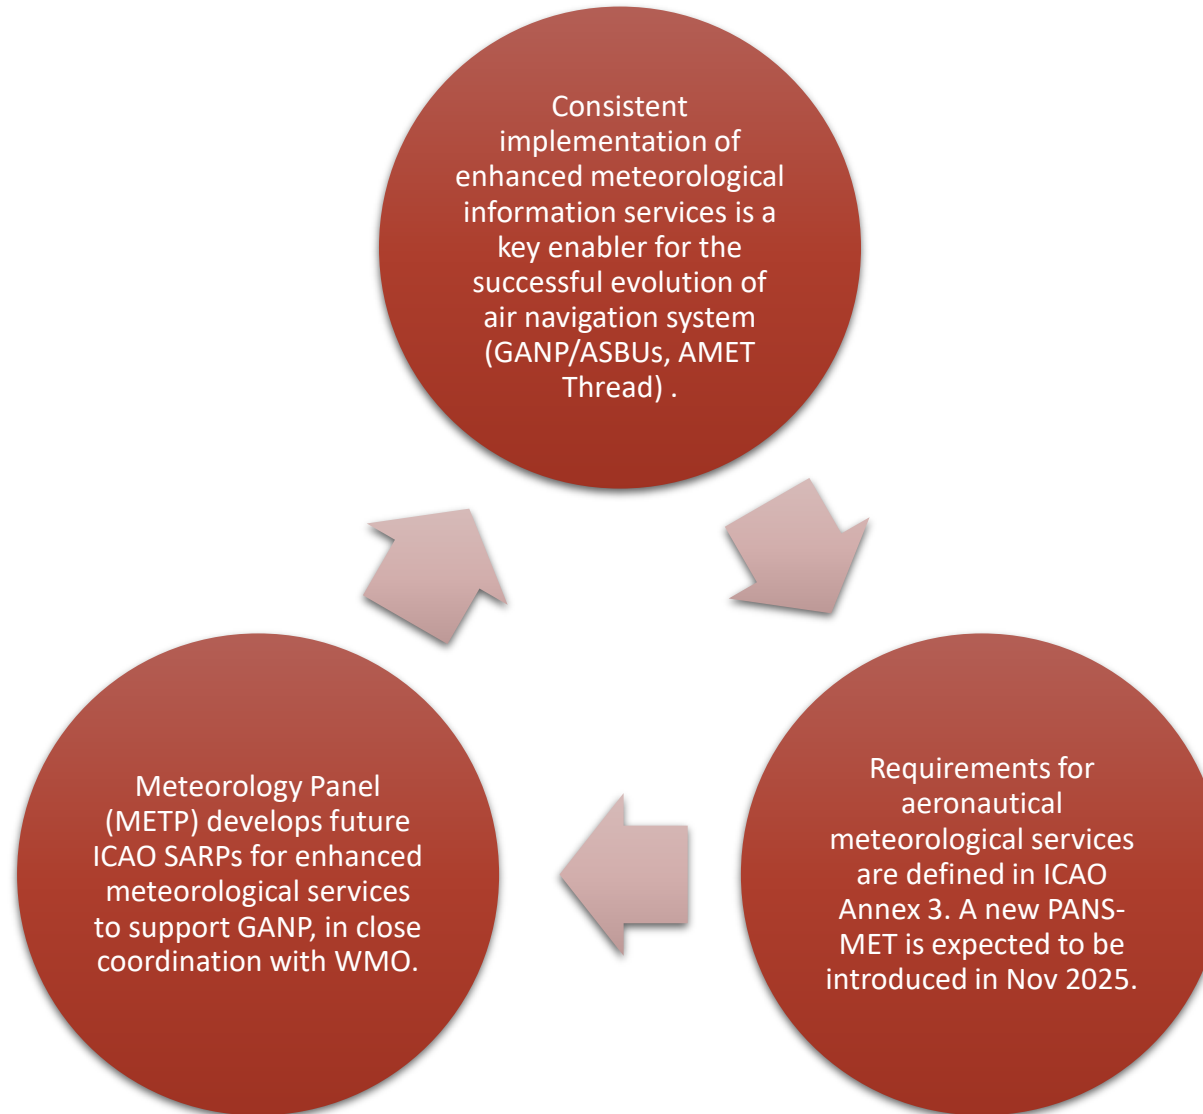 Consistent
implementation of
enhanced meteorological
information services is a
key enabler for the
successful evolution of
air navigation system
(GANP/ASBUs, AMET
Thread) .
Requirements for
aeronautical
meteorological services
are defined in ICAO
Annex 3. A new PANS-
MET is expected to be
introduced in Nov 2025.
Meteorology Panel
(METP) develops future
ICAO SARPs for enhanced
meteorological services
to support GANP, in close
coordination with WMO.